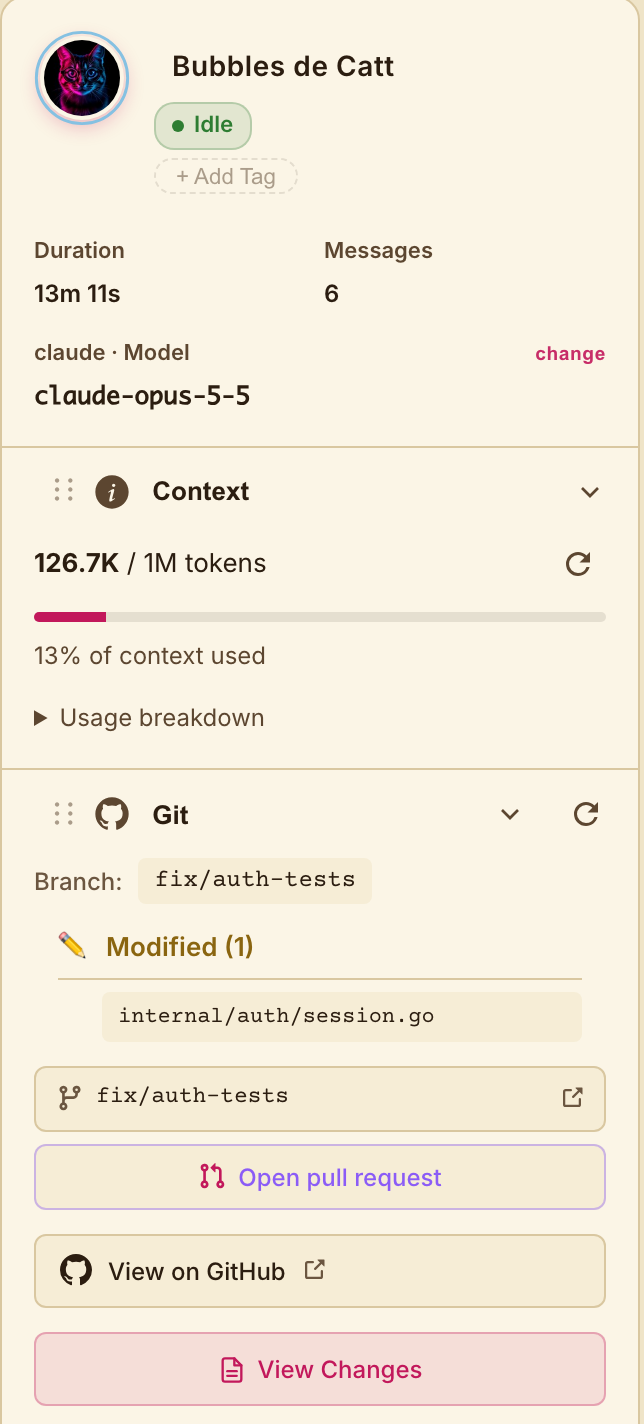 Bubbles de Catt
Idle
+ Add Tag
Duration Messages
13m 11s 6
claude · Model change
claude-opus-5-5
Context
126.7K / 1M tokens
13% of context used
Usage breakdown
Git
Branch: fix/auth-tests
Modified (1)
internal/auth/session.go
fix/auth-tests
Open pull request
View on GitHub
View Changes